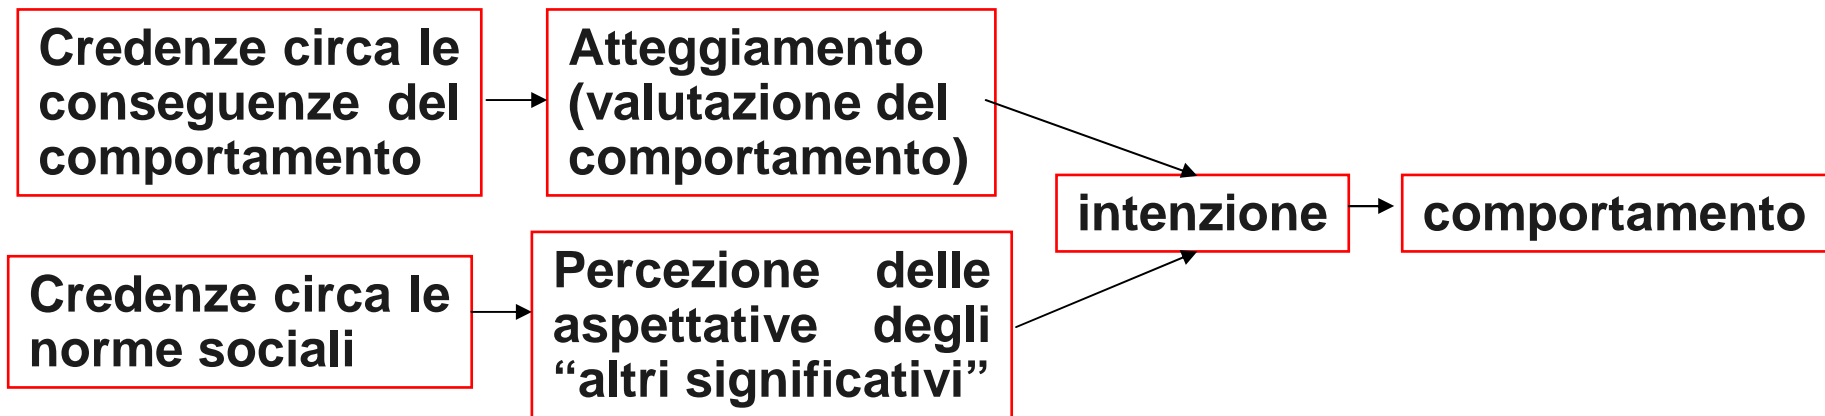 Credenze circa le
conseguenze del
comportamento
Atteggiamento
(valutazione del
comportamento)
intenzione
comportamento
Credenze circa le
norme sociali
Percezione delle
aspettative degli
“altri significativi”